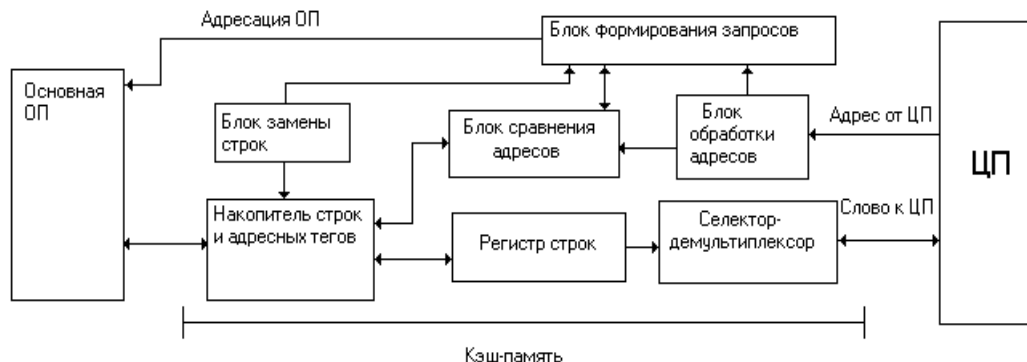 Адресация ОП
Блок формирования запросов
Основная
ОП
Блок замены
строк
Блок сравнения
адресов
Блок
обработки
адресов
Адрес от ЦП
ЦП
Накопитель строк
и адресных тегов
Регистр строк
Селектор-
демультиплексор
Слово к ЦП
Кэш-память